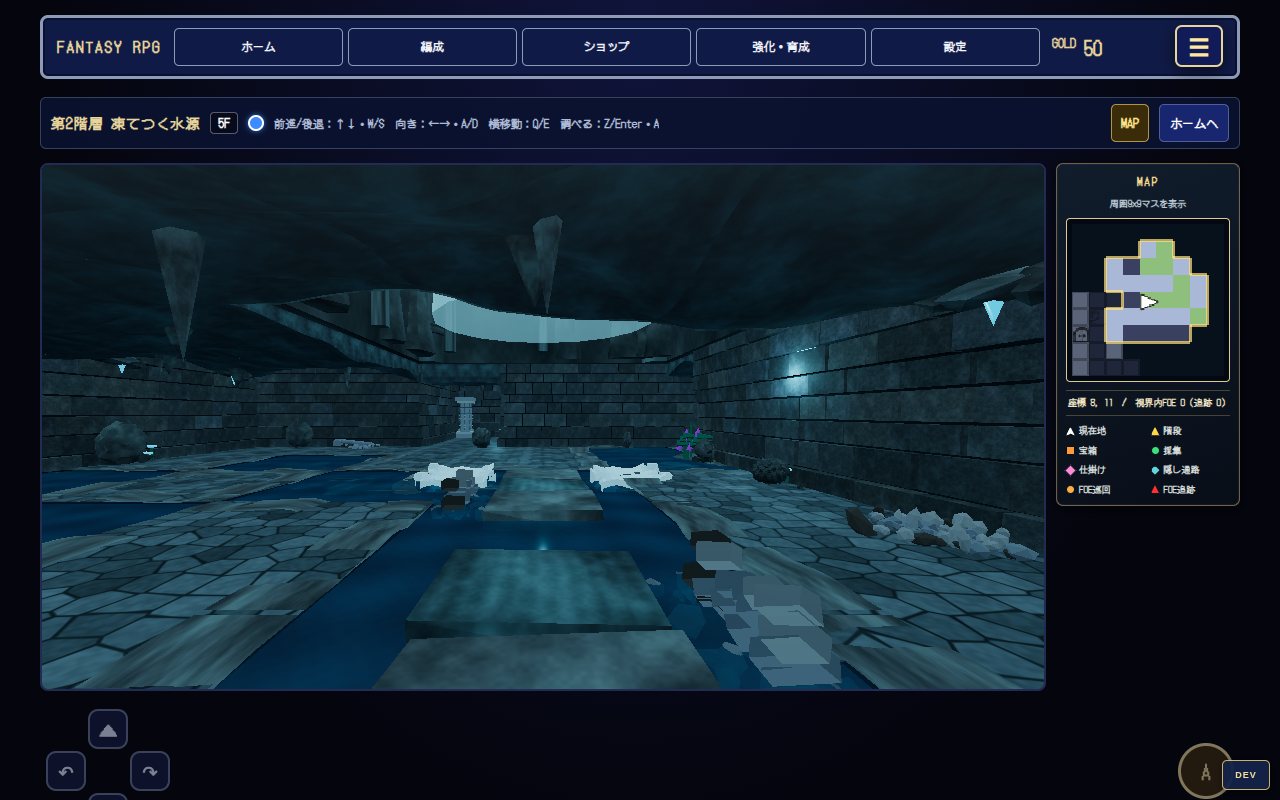 FANTASY RPG ホーム 編成 ショップ 強化・育成 設定 GOLD 50
第2階層 凍てつく水源 5F 前進/後退：↑↓・W/S 向き：←→・A/D 横移動：Q/E 調べる：Z/Enter・A MAP ホームへ
MAP
周囲9x9マスを表示
座標 8, 11 / 視界内FOE 0（追跡 0）
現在地 階段
宝箱 採集
仕掛け 隠し通路
FOE巡回 FOE追跡
A DEV